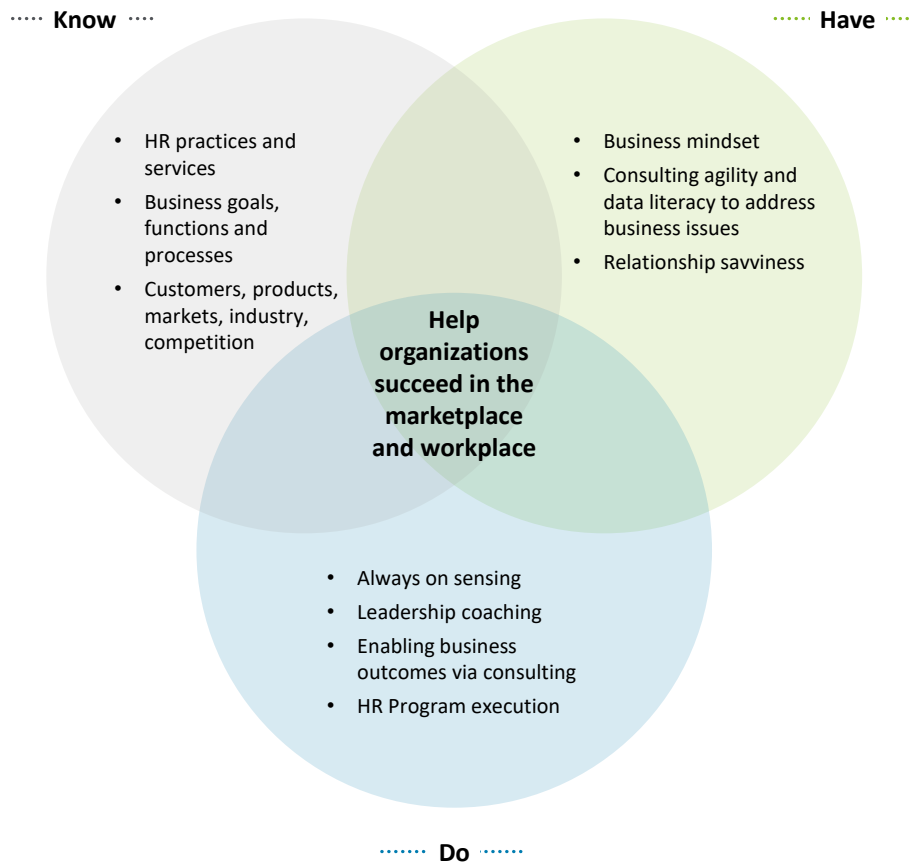 Know
Have
• HR practices and
services
• Business goals,
functions and
processes
• Customers, products,
markets, industry,
competition
• Business mindset
• Consulting agility and
data literacy to address
business issues
• Relationship savviness
Help
organizations
succeed in the
marketplace
and workplace
• Always on sensing
• Leadership coaching
• Enabling business
outcomes via consulting
• HR Program execution
Do